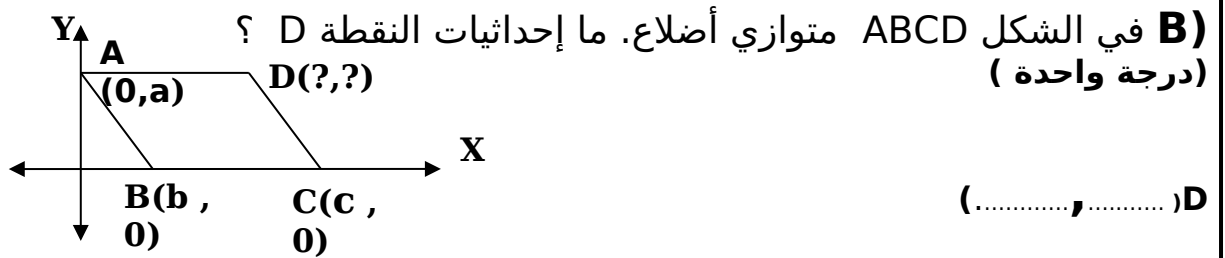 B) في الشكل ABCD متوازي أضلاع. ما إحداثيات النقطة D ؟
(درجة واحدة )
Y
A
(0,a)
D(?,?)
X
B(b ,
0)
C(c ,
0)
D( ...........,.............)